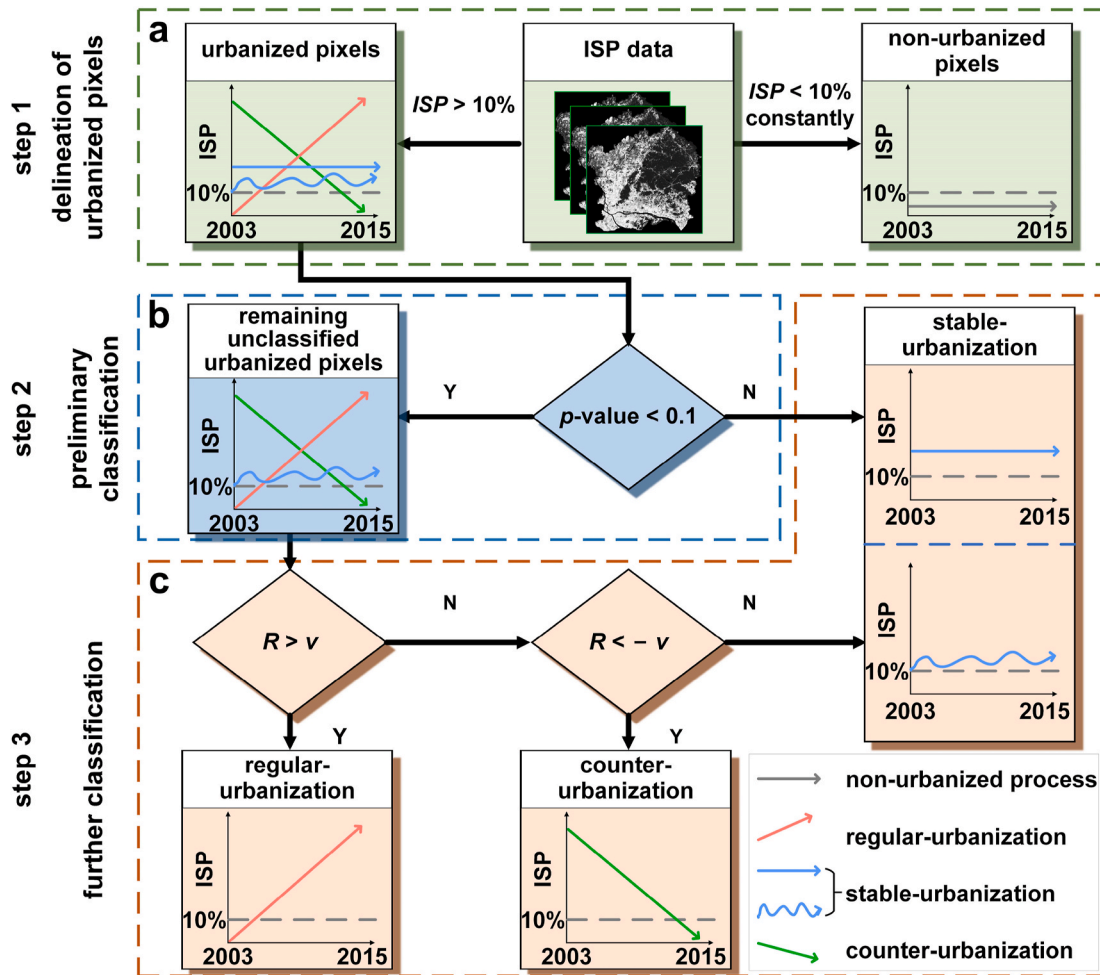 step 1
delineation of
urbanized pixels
a
urbanized pixels
ISP
10%
2003
2015
ISP > 10%
ISP data
ISP < 10%
constantly
non-urbanized
pixels
ISP
10%
2003
2015
step 2
preliminary
classification
b
remaining
unclassified
urbanized pixels
ISP
10%
2003
2015
Y
p-value < 0.1
N
stable-
urbanization
ISP
10%
2003
2015
ISP
10%
2003
2015
step 3
further classification
c
R > v
N
R < − v
N
Y
Y
regular-
urbanization
ISP
10%
2003
2015
counter-
urbanization
ISP
10%
2003
2015
non-urbanized process
regular-urbanization
stable-urbanization
counter-urbanization